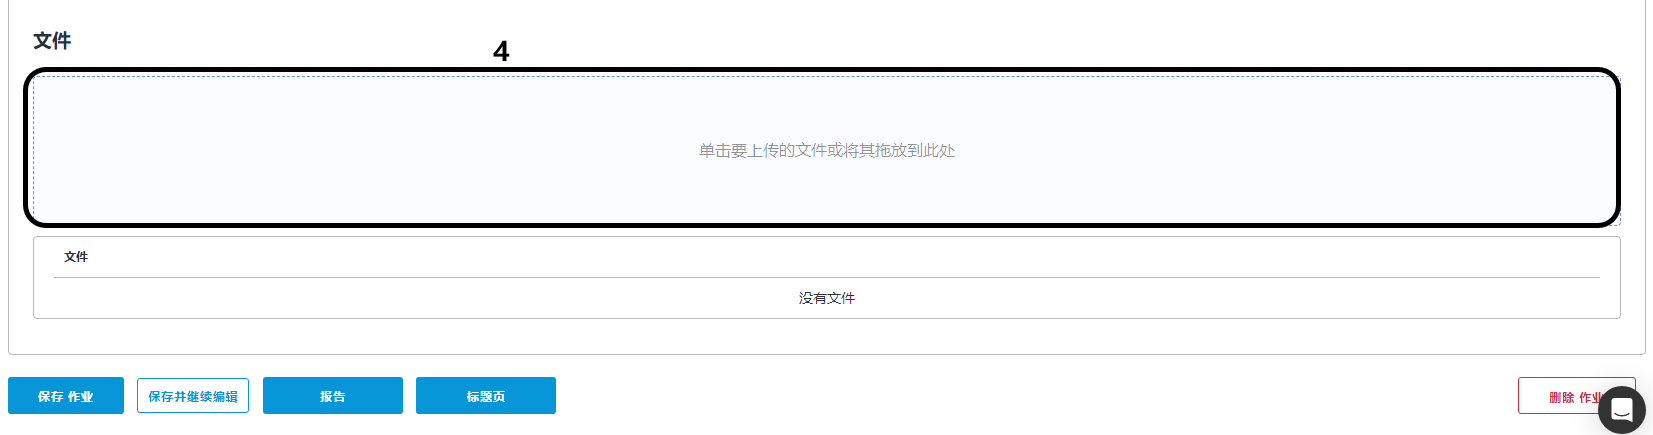 文件
4
单击要上传的文件或将其拖放到此处
文件
没有文件
保存 作业
保存并继续编辑
报告
标题页
删除 作业